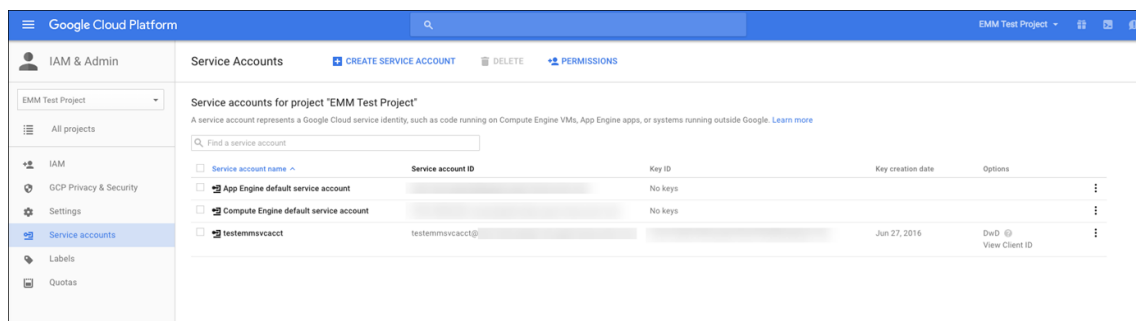 Google Cloud Platform
EMM Test Project
IAM & Admin
Service Accounts
CREATE SERVICE ACCOUNT
DELETE
PERMISSIONS
EMM Test Project
All projects
IAM
GCP Privacy & Security
Settings
Service accounts
Labels
Quotas
Service accounts for project "EMM Test Project"
A service account represents a Google Cloud service identity, such as code running on Compute Engine VMs, App Engine apps, or systems running outside Google. Learn more
Find a service account
Service account name Service account ID Key ID Key creation date Options
App Engine default service account No keys
Compute Engine default service account No keys
testemmsvcacct testemmsvcacct@ Jun 27, 2016 DwD
View Client ID